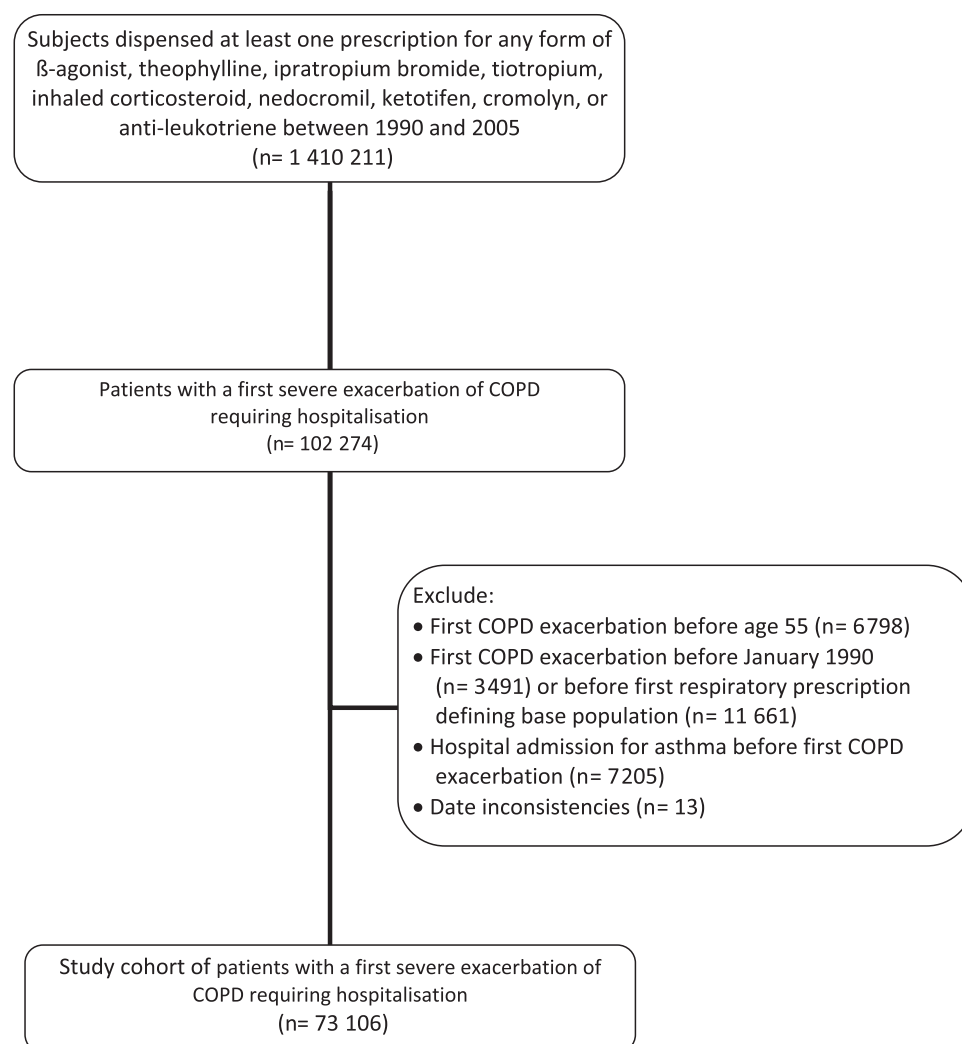 Subjects dispensed at least one prescription for any form of
ß-agonist, theophylline, ipratropium bromide, tiotropium,
inhaled corticosteroid, nedocromil, ketotifen, cromolyn, or
anti-leukotriene between 1990 and 2005
(n= 1 410 211)
Patients with a first severe exacerbation of COPD
requiring hospitalisation
(n= 102 274)
Exclude:
• First COPD exacerbation before age 55 (n= 6798)
• First COPD exacerbation before January 1990
(n= 3491) or before first respiratory prescription
defining base population (n= 11 661)
• Hospital admission for asthma before first COPD
exacerbation (n= 7205)
• Date inconsistencies (n= 13)
Study cohort of patients with a first severe exacerbation of
COPD requiring hospitalisation
(n= 73 106)